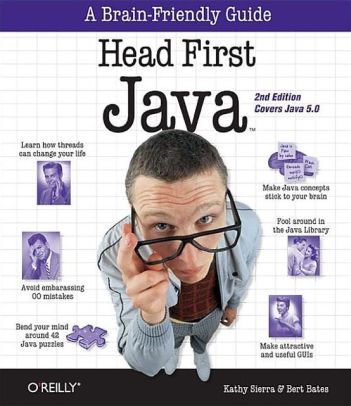 A Brain-Friendly Guide
Head First
Java™
2nd Edition
Covers Java 5.0
Learn how threads
can change your life
Make Java concepts
stick to your brain
Fool around in
the Java Library
Avoid embarassing
OO mistakes
Bend your mind
around 42
Java puzzles
Make attractive
and useful GUIs
O'REILLY®
Kathy Sierra & Bert Bates